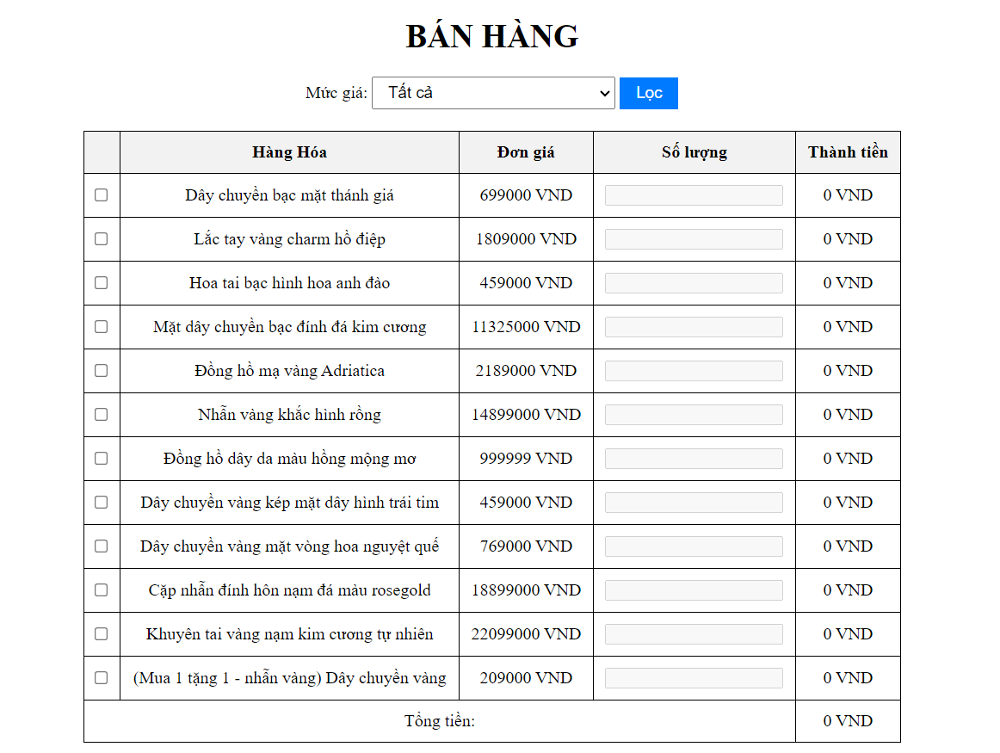 BÁN HÀNG
Mức giá: Tất cả Lọc
Hàng Hóa Đơn giá Số lượng Thành tiền
Dây chuyền bạc mặt thánh giá 699000 VND 0 VND
Lắc tay vàng charm hồ điệp 1809000 VND 0 VND
Hoa tai bạc hình hoa anh đào 459000 VND 0 VND
Mặt dây chuyền bạc đính đá kim cương 11325000 VND 0 VND
Đồng hồ mạ vàng Adriatica 2189000 VND 0 VND
Nhẫn vàng khắc hình rồng 14899000 VND 0 VND
Đồng hồ dây da màu hồng mộng mơ 999999 VND 0 VND
Dây chuyền vàng kép mặt dây hình trái tim 459000 VND 0 VND
Dây chuyền vàng mặt vòng hoa nguyệt quế 769000 VND 0 VND
Cặp nhẫn đính hôn nạm đá màu rosegold 18899000 VND 0 VND
Khuyên tai vàng nạm kim cương tự nhiên 22099000 VND 0 VND
(Mua 1 tặng 1 - nhẫn vàng) Dây chuyền vàng 209000 VND 0 VND
Tổng tiền: 0 VND